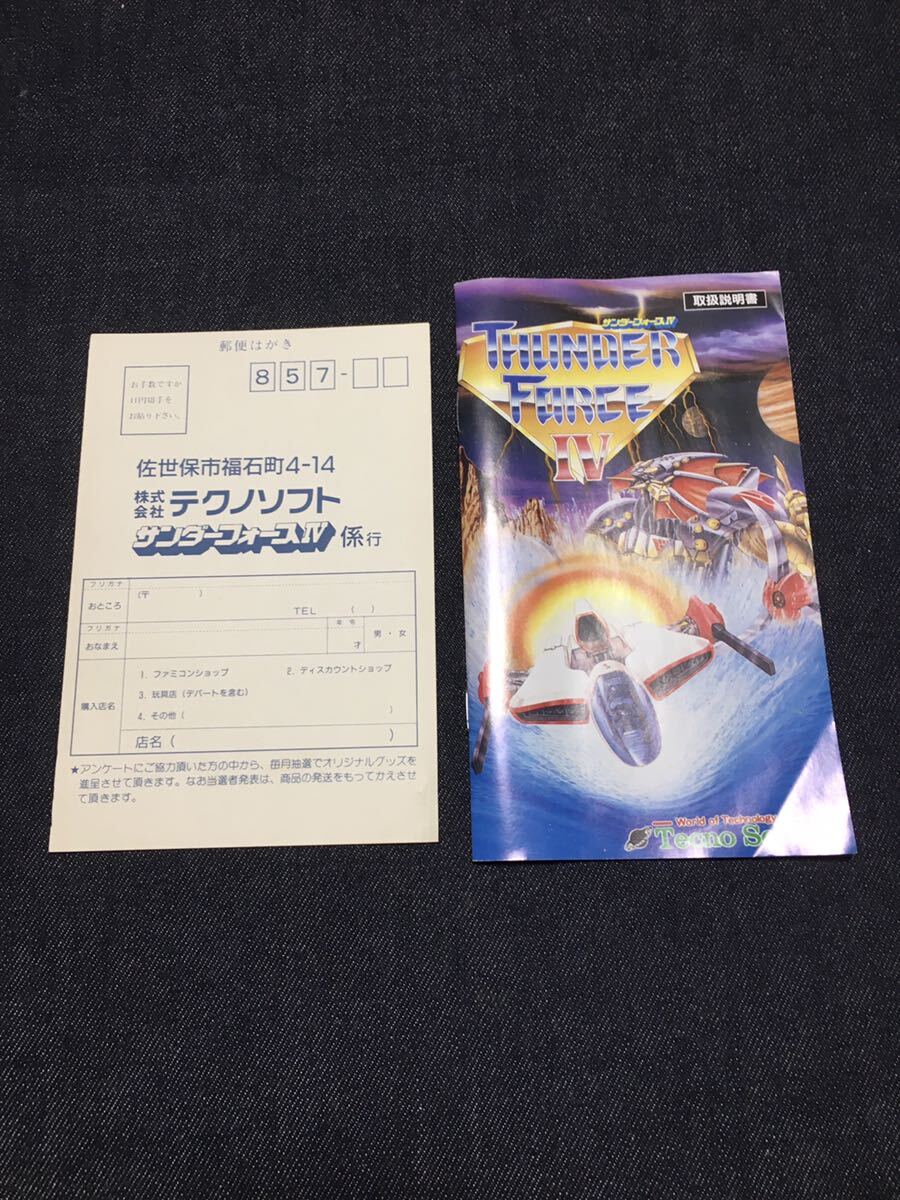 郵便はがき
お手数ですが
41円切手を
お貼り下さい。
857-
佐世保市福石町4-14
株式会社 テクノソフト
サンダーフォースIV 係行
フリガナ
おところ
(〒 )
TEL ( )
フリガナ
おなまえ
年令
才
男・女
購入店名
1. ファミコンショップ 2. ディスカウントショップ
3. 玩具店(デパートを含む)
4. その他( )
店名( )
★アンケートにご協力頂いた方の中から、毎月抽選でオリジナルグッズを
進呈させて頂きます。なお当選者発表は、商品の発送をもってかえさせ
て頂きます。
取扱説明書
サンダーフォースIV
THUNDER
FORCE
IV
World of Technology
Tecno So